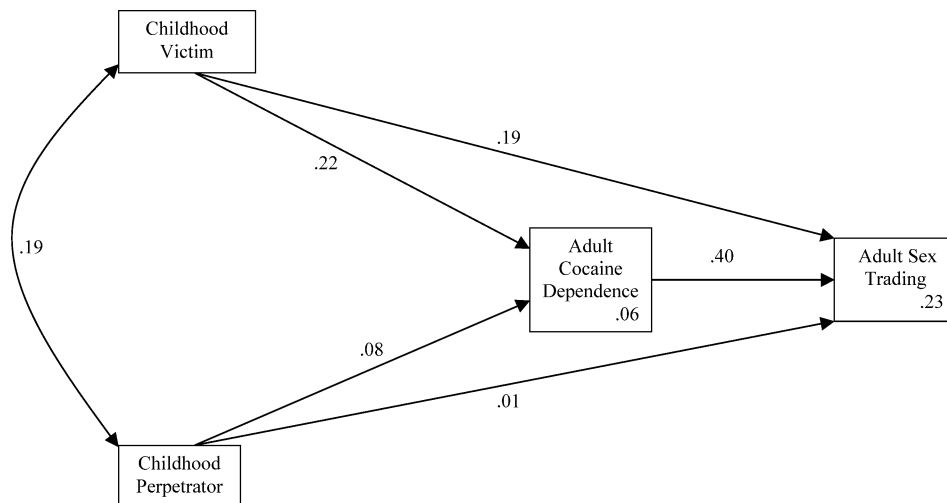 Childhood
Victim
.19
.22
.19
Adult
Cocaine
Dependence
.06
.40
Adult Sex
Trading
.23
.08
.01
Childhood
Perpetrator